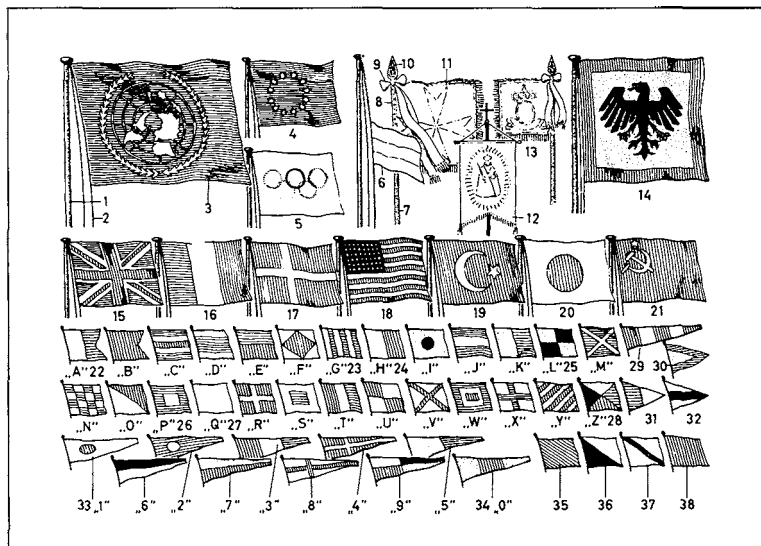 9 10 11
8
4
13
6
1
2
3 5 7 12 14
15 16 17 18 19 20 21
„A"22 „B" „C" „D" „E" „F" „G"23 „H"24 „I" „J" „K" „L"25 „M" 29 30
„N" „O" „P"26 „Q"27 „R" „S" „T" „U" „V" „W" „X" „Y" „Z"28 31 32
33 „1" „6" „2" „7" „3" „8" „4" „9" „5" 34 „0" 35 36 37 38